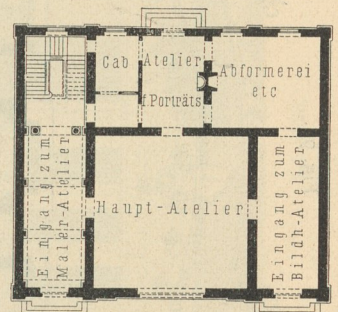 Cab
Atelier
f. Porträts
Abformerei
etc
Haupt-Atelier
Eingang zum
Maler-Atelier
Eingang zum
Bildh-Atelier